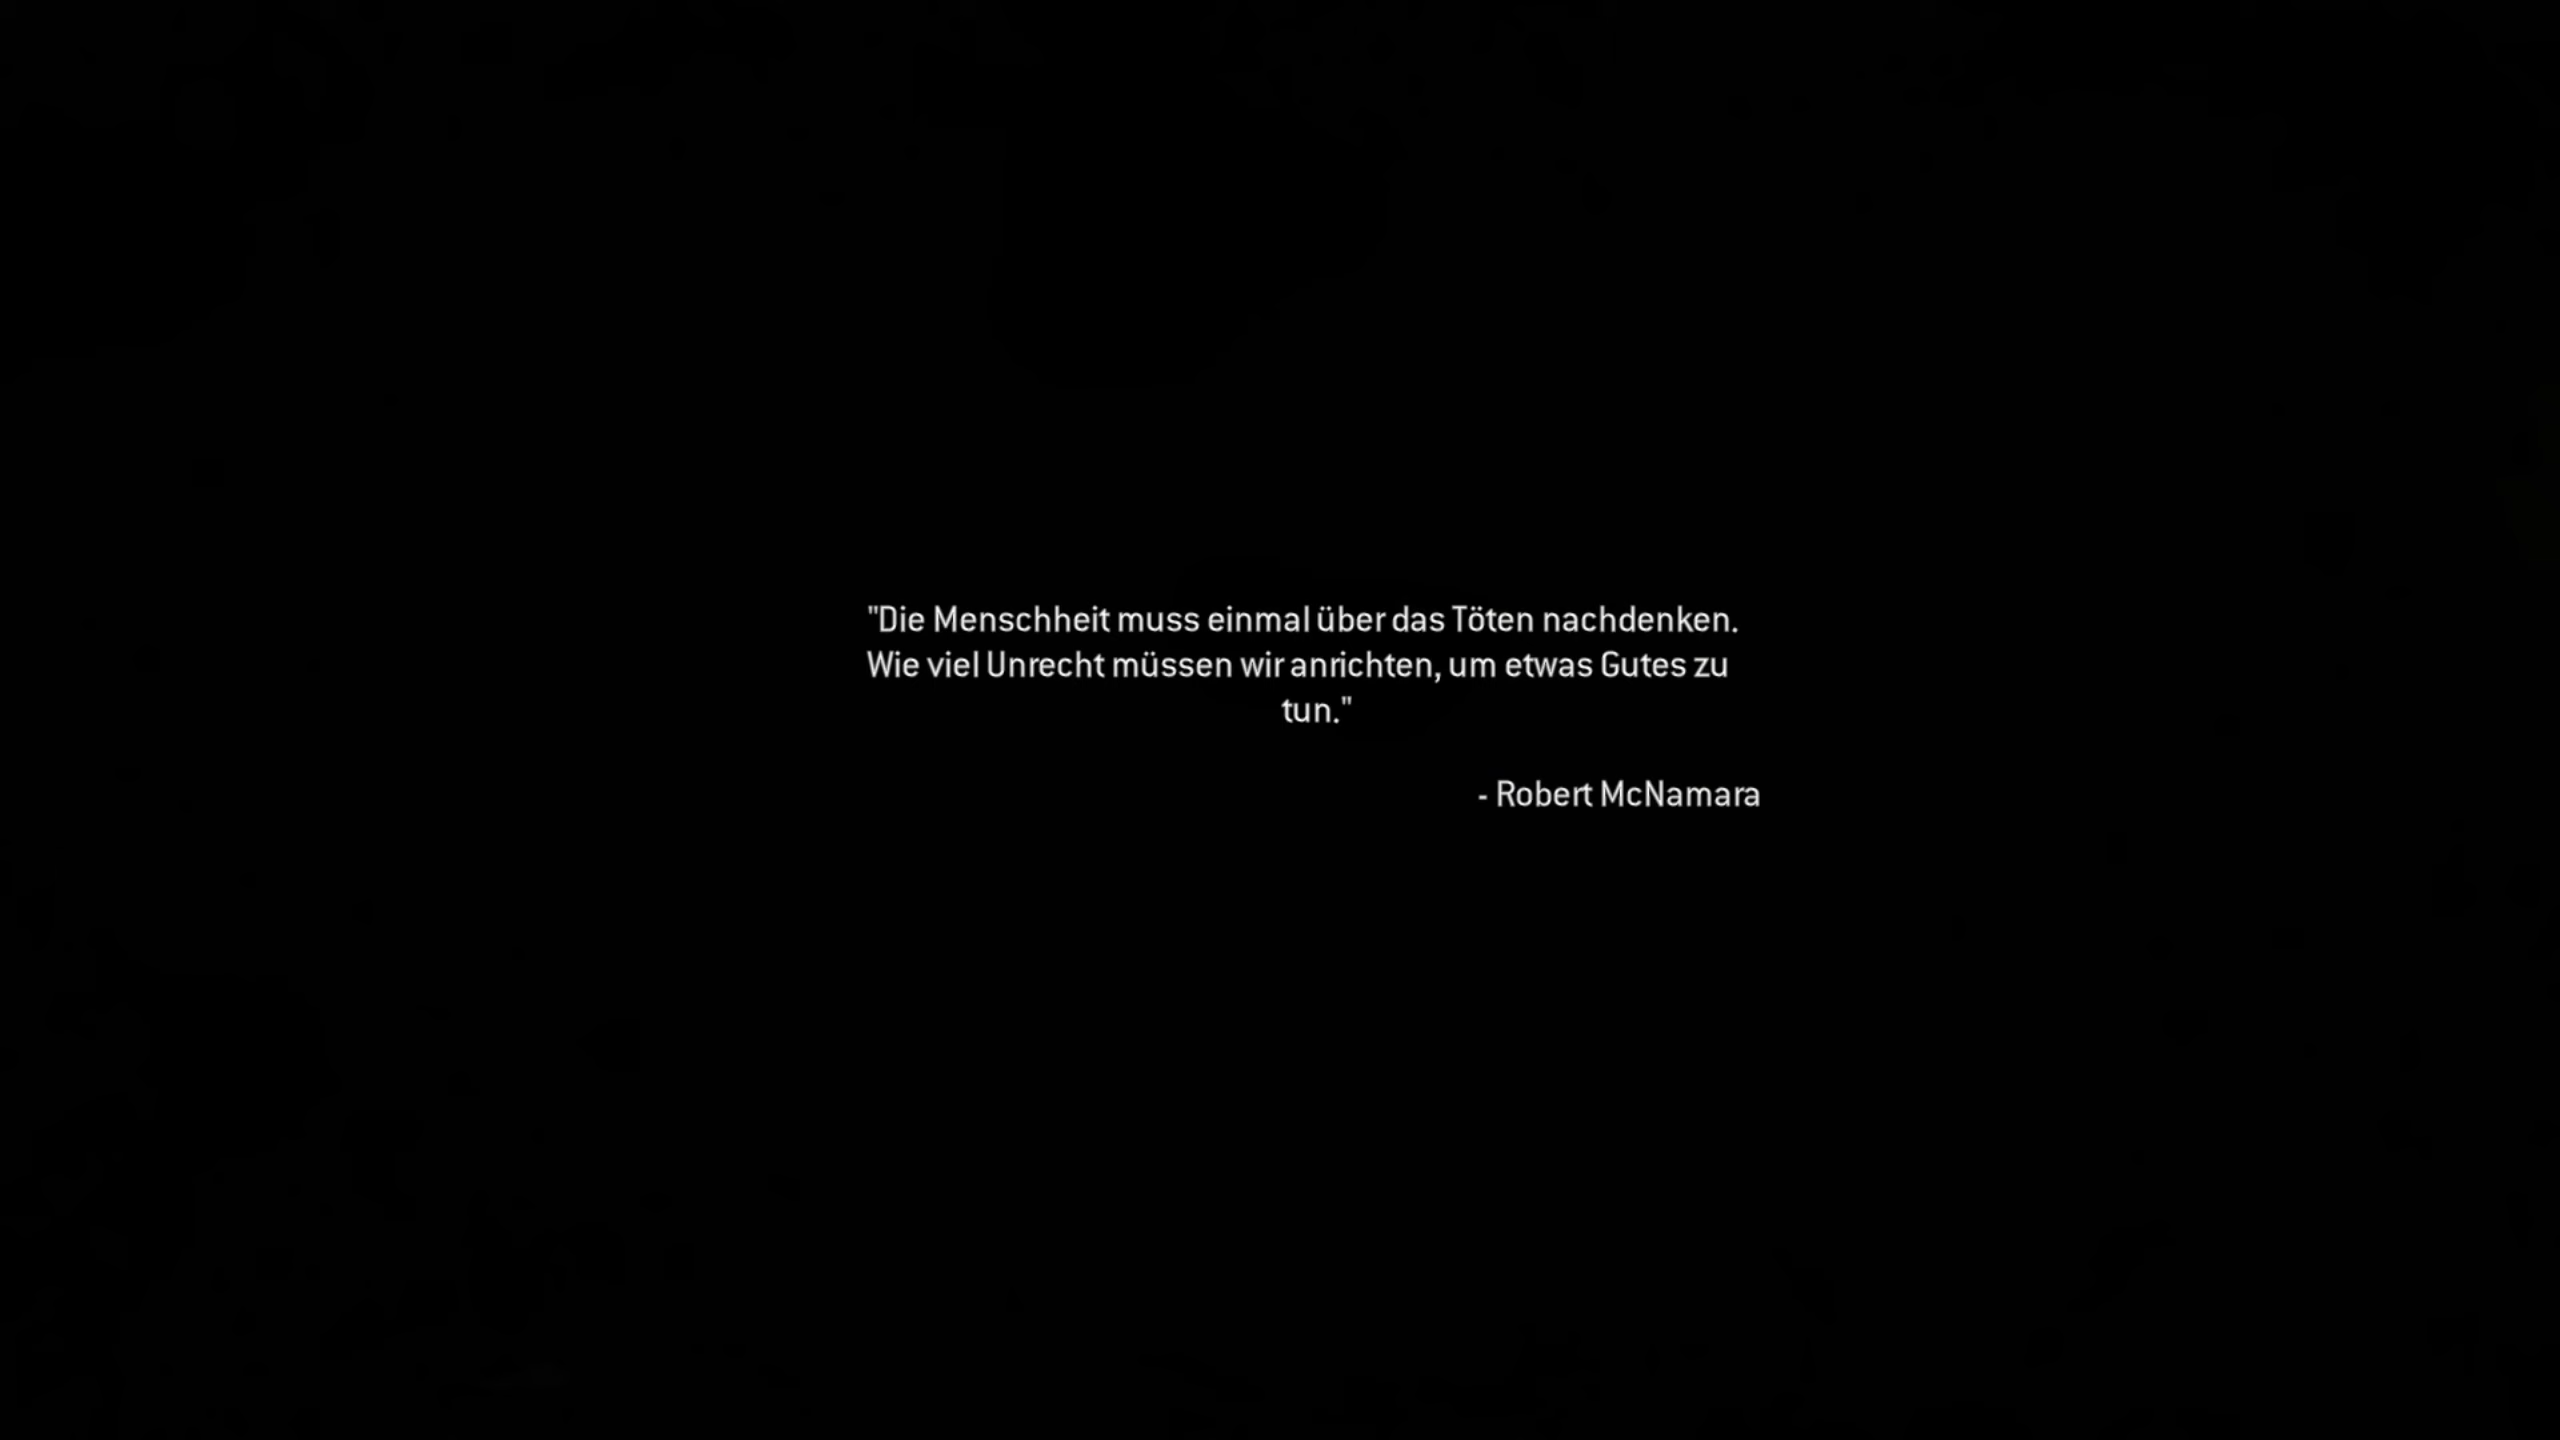 "Die Menschheit muss einmal über das Töten nachdenken.
Wie viel Unrecht müssen wir anrichten, um etwas Gutes zu
tun."
- Robert McNamara